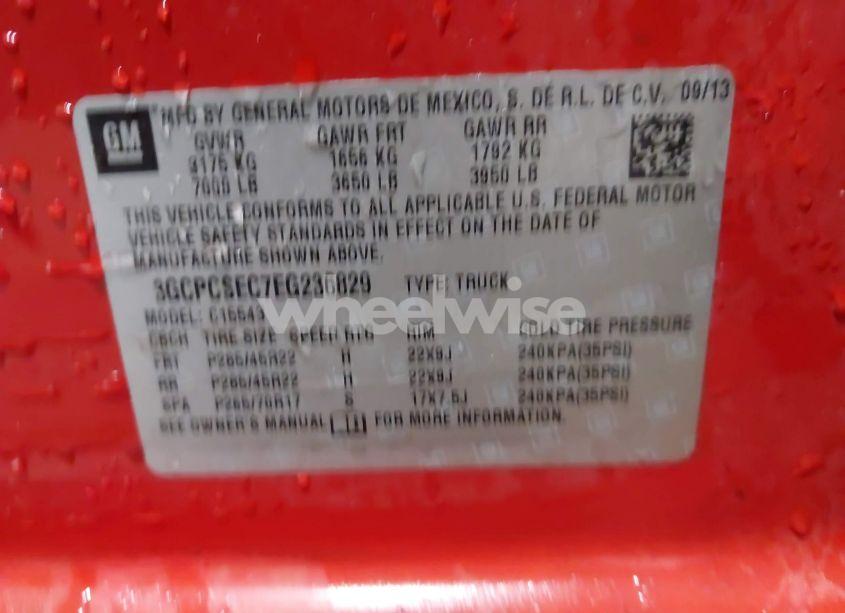 GM
MFD BY GENERAL MOTORS DE MEXICO, S. DE R.L. DE C.V. 09/13
GVWR GAWR FRT GAWR RR
3175 KG 1656 KG 1792 KG
7000 LB 3650 LB 3950 LB
THIS VEHICLE CONFORMS TO ALL APPLICABLE U.S. FEDERAL MOTOR
VEHICLE SAFETY STANDARDS IN EFFECT ON THE DATE OF
MANUFACTURE SHOWN ABOVE.
3GCPCSEC7EG236829 TYPE: TRUCK
wheelwise
MODEL: C15543
TIRE SIZE SPEED RTG RIM COLD TIRE PRESSURE
FRT P285/45R22 H 22X9J 240KPA(35PSI)
RR P285/45R22 H 22X9J 240KPA(35PSI)
SPA P265/70R17 S 17X7.5J 240KPA(35PSI)
SEE OWNER'S MANUAL FOR MORE INFORMATION.